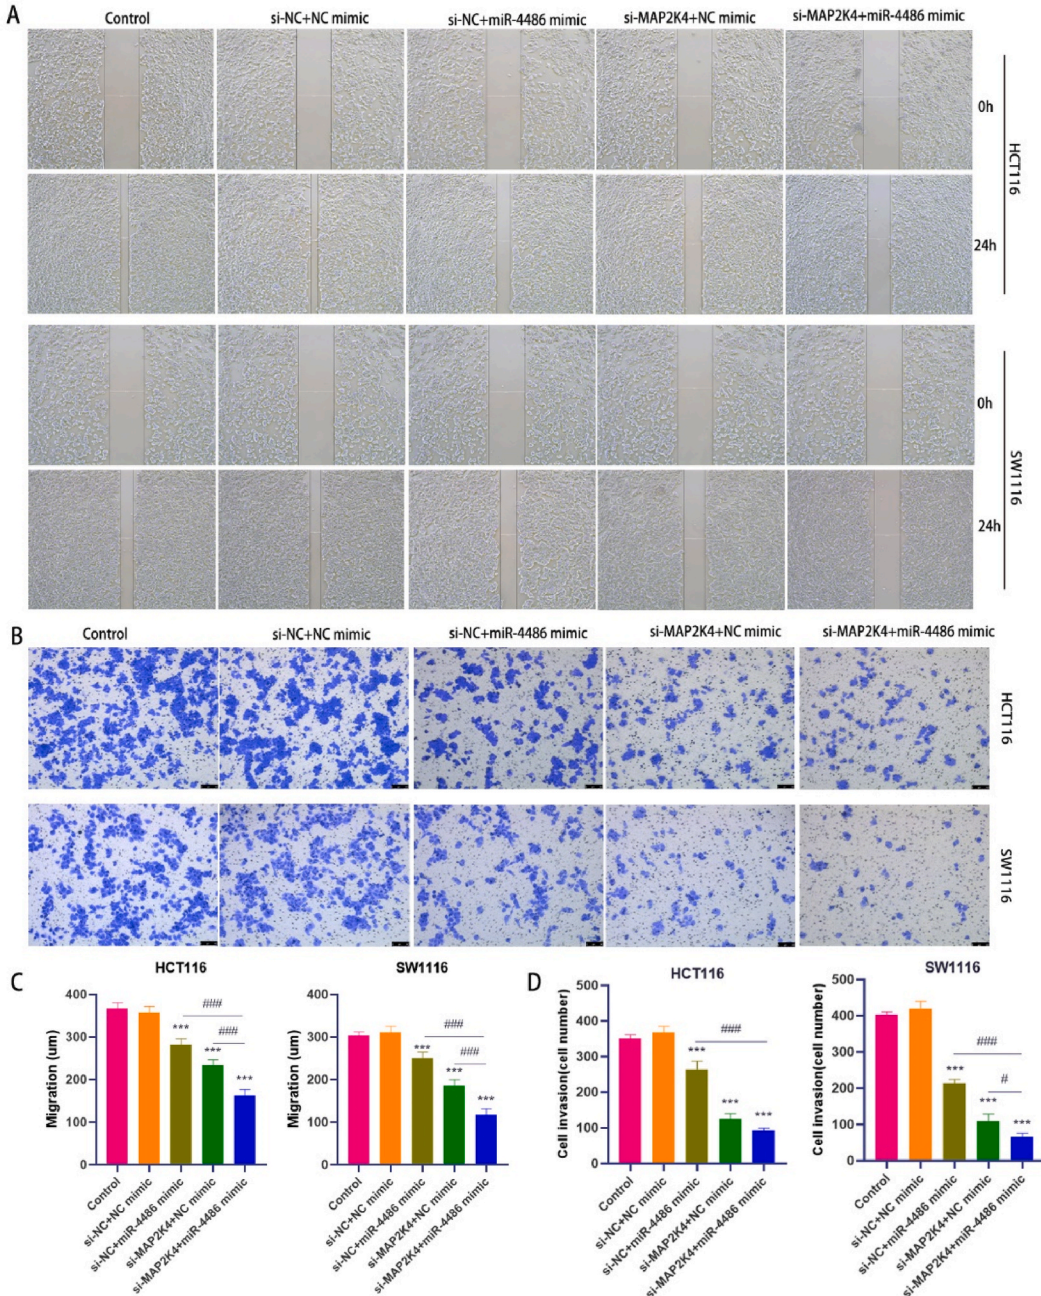 A
Control
si-NC+NC mimic
si-NC+miR-4486 mimic
si-MAP2K4+NC mimic
si-MAP2K4+miR-4486 mimic
0h
24h
HCT116
0h
24h
SW1116
B
Control
si-NC+NC mimic
si-NC+miR-4486 mimic
si-MAP2K4+NC mimic
si-MAP2K4+miR-4486 mimic
HCT116
SW1116
C
HCT116
Migration (um)
400
300
200
100
0
***
***
***
###
###
Control
si-NC+NC mimic
si-NC+miR-4486 mimic
si-MAP2K4+NC mimic
si-MAP2K4+miR-4486 mimic
SW1116
Migration (um)
400
300
200
100
0
***
***
***
###
###
Control
si-NC+NC mimic
si-NC+miR-4486 mimic
si-MAP2K4+NC mimic
si-MAP2K4+miR-4486 mimic
D
HCT116
Cell invasion(cell number)
500
400
300
200
100
0
***
***
***
###
Control
si-NC+NC mimic
si-NC+miR-4486 mimic
si-MAP2K4+NC mimic
si-MAP2K4+miR-4486 mimic
SW1116
Cell invasion(cell number)
500
400
300
200
100
0
***
***
***
###
#
Control
si-NC+NC mimic
si-NC+miR-4486 mimic
si-MAP2K4+NC mimic
si-MAP2K4+miR-4486 mimic